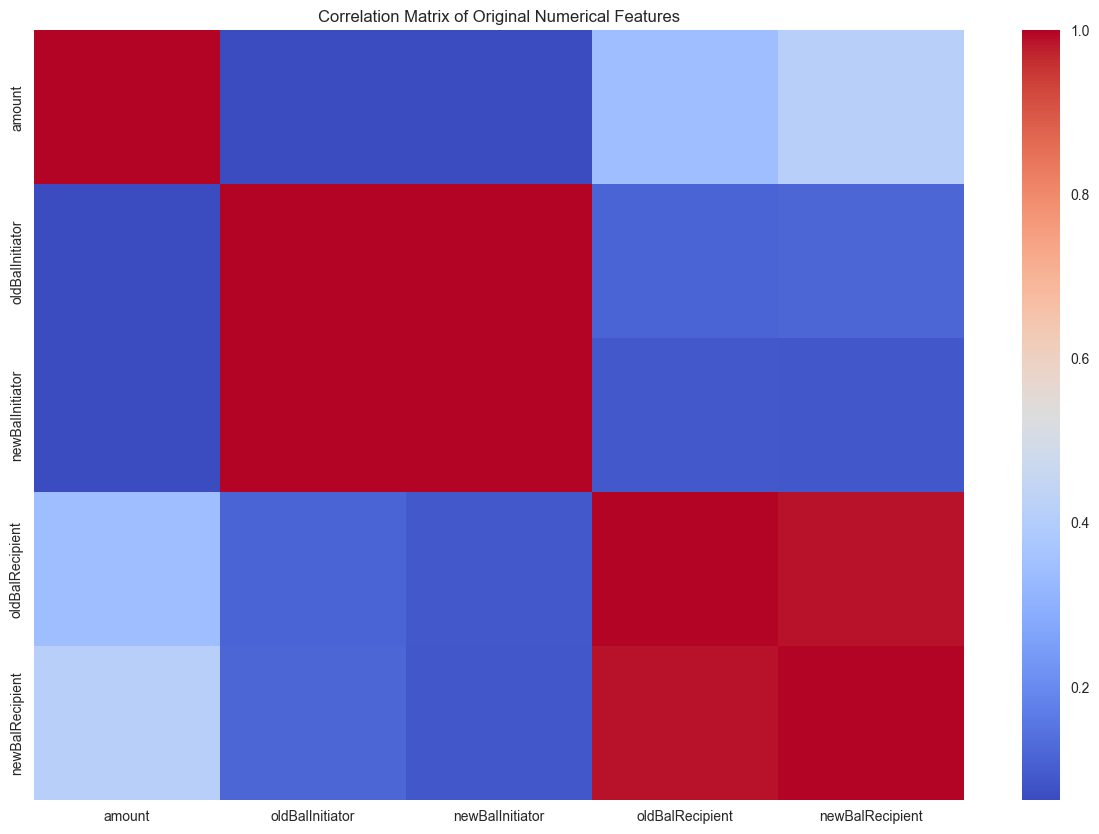 Correlation Matrix of Original Numerical Features
amount
oldBalInitiator
newBalInitiator
oldBalRecipient
newBalRecipient
amount
oldBalInitiator
newBalInitiator
oldBalRecipient
newBalRecipient
1.0
0.8
0.6
0.4
0.2